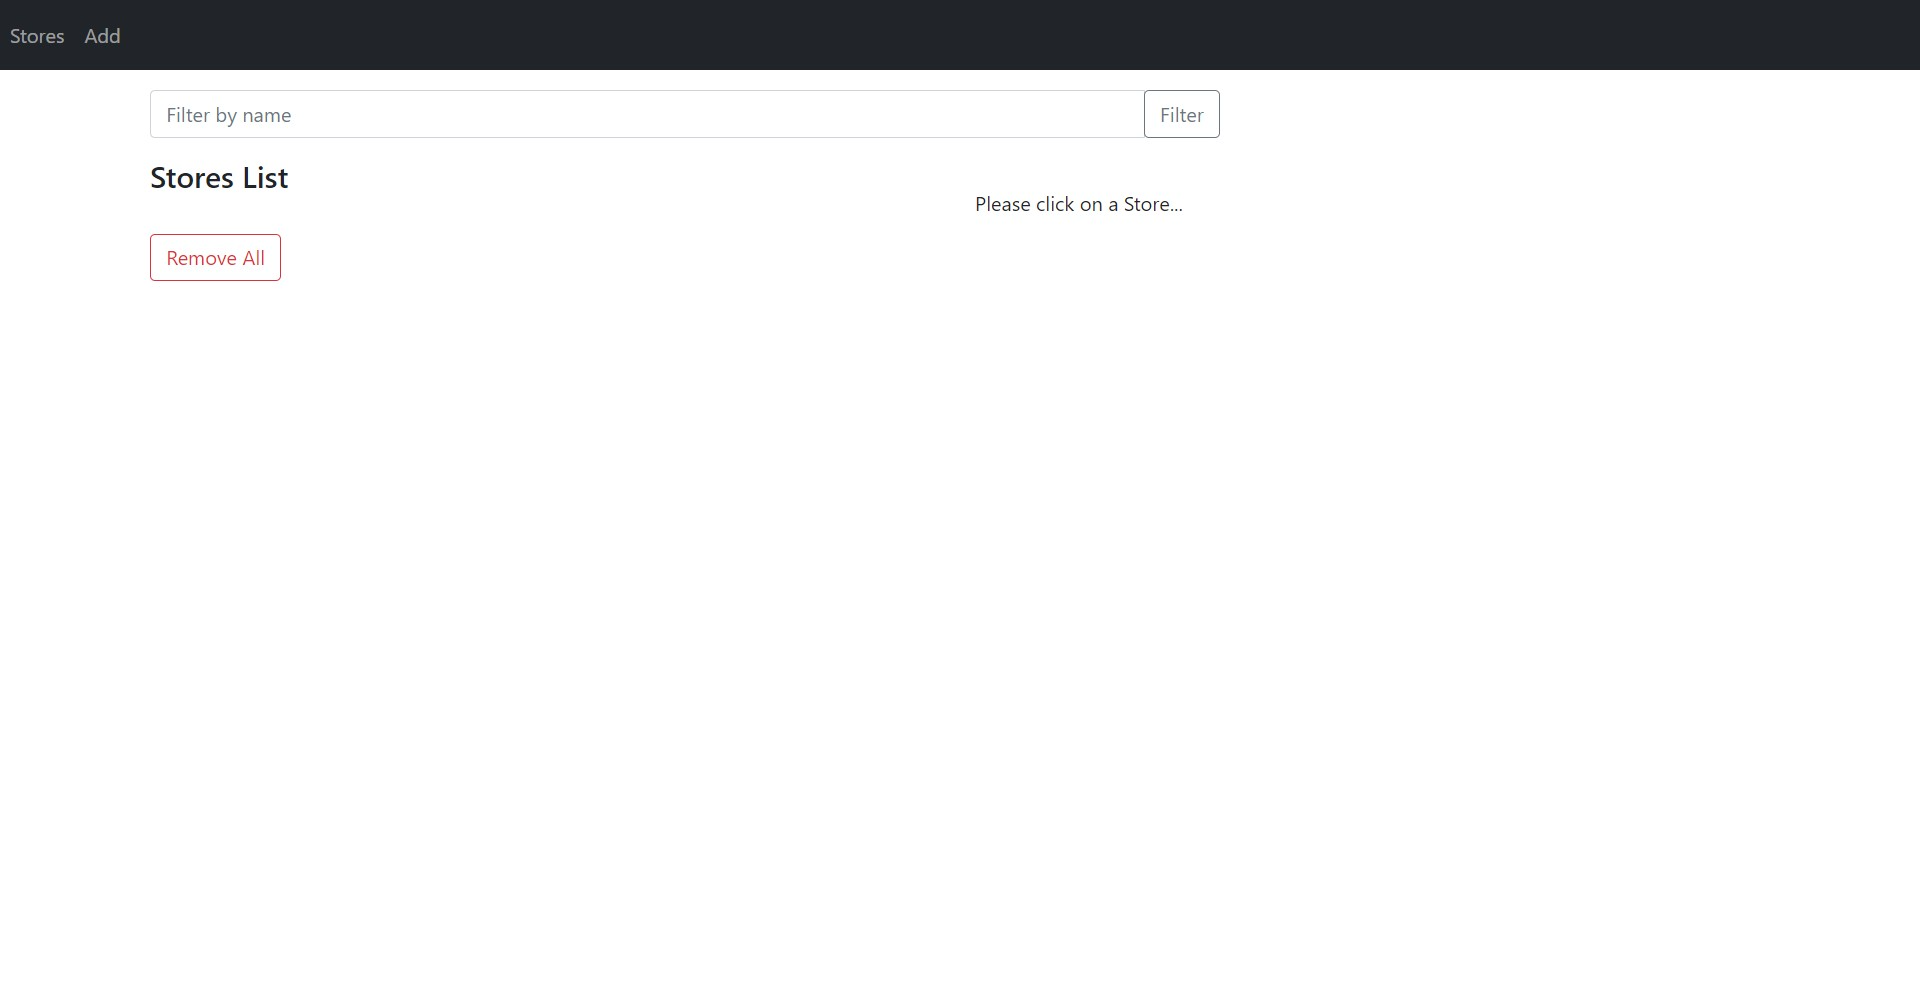 Stores Add
Filter by name Filter
Stores List
Please click on a Store...
Remove All